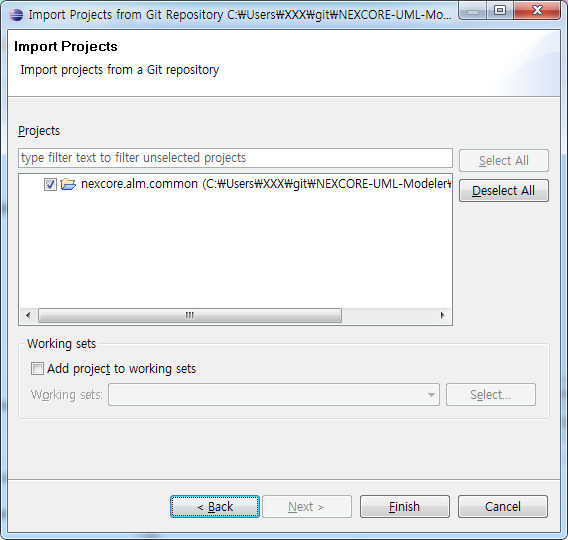 Import Projects from Git Repository C:₩Users₩XXX₩git₩NEXCORE-UML-Mo...
Import Projects
Import projects from a Git repository
Projects
type filter text to filter unselected projects
Select All
nexcore.alm.common (C:₩Users₩XXX₩git₩NEXCORE-UML-Modeler₩
Deselect All
Working sets
Add project to working sets
Working sets:
Select...
< Back
Next >
Finish
Cancel